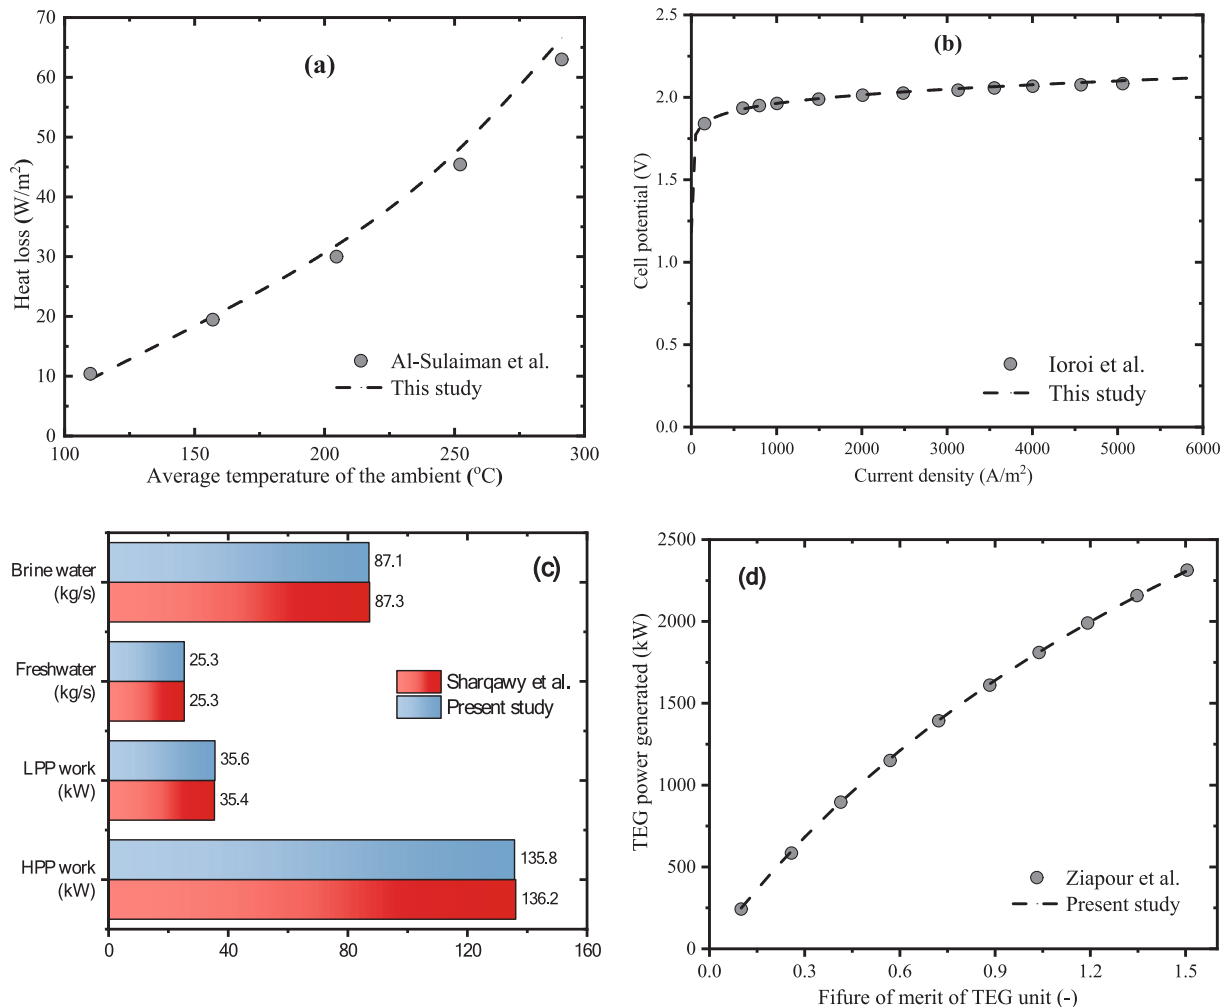 (a)
70
60
50
40
30
20
10
0
Heat loss (W/m²)
Al-Sulaiman et al.
This study
100 150 200 250 300
Average temperature of the ambient (°C)
(b)
2.5
2.0
1.5
1.0
0.5
0.0
Cell potential (V)
Ioroi et al.
This study
0 1000 2000 3000 4000 5000 6000
Current density (A/m²)
(c)
Brine water
(kg/s)
87.1
87.3
Freshwater
(kg/s)
25.3
25.3
Sharqawy et al.
Present study
LPP work
(kW)
35.6
35.4
HPP work
(kW)
135.8
136.2
0 40 80 120 160
(d)
2500
2000
1500
1000
500
0
TEG power generated (kW)
Ziapour et al.
Present study
0.0 0.3 0.6 0.9 1.2 1.5
Fifure of merit of TEG unit (-)